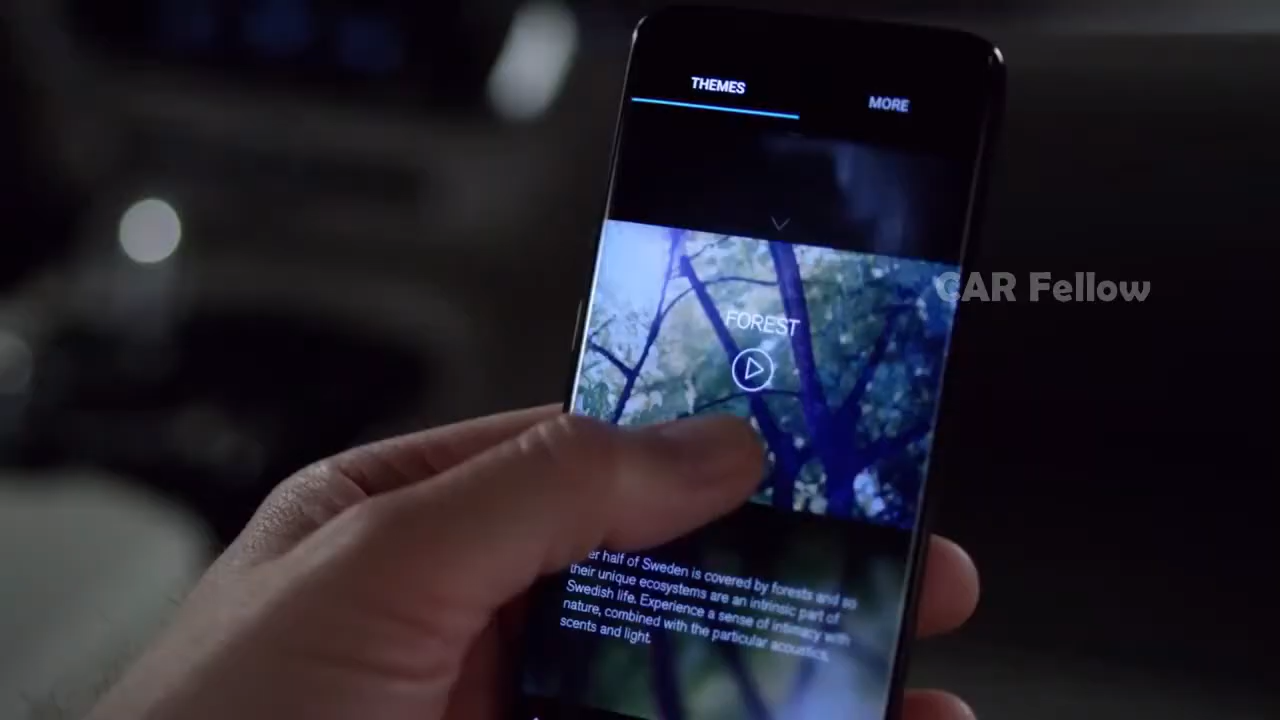 THEMES
MORE
CAR Fellow
FOREST
half of Sweden is covered by forests and so
their unique ecosystems are an intrinsic part of
Swedish life. Experience a sense of intimacy with
nature, combined with the particular acoustics,
scents and light.